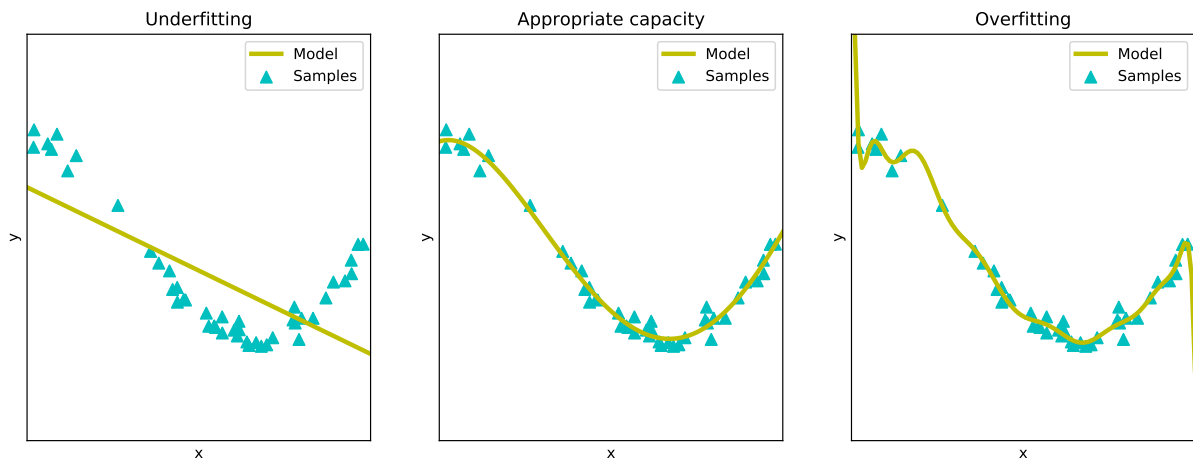 Underfitting
Model
Samples
y
x
Appropriate capacity
Model
Samples
y
x
Overfitting
Model
Samples
y
x